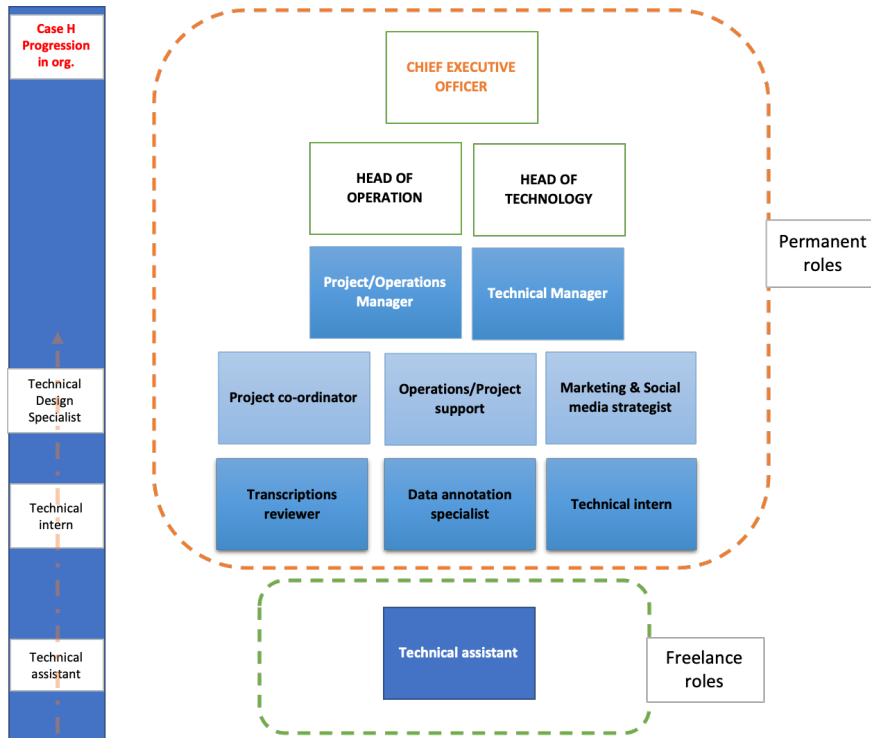 Case H
Progression
in org.
CHIEF EXECUTIVE
OFFICER
HEAD OF
OPERATION
HEAD OF
TECHNOLOGY
Permanent
roles
Project/Operations
Manager
Technical Manager
Technical
Design
Specialist
Project co-ordinator
Operations/Project
support
Marketing & Social
media strategist
Technical
intern
Transcriptions
reviewer
Data annotation
specialist
Technical intern
Technical
assistant
Technical assistant
Freelance
roles